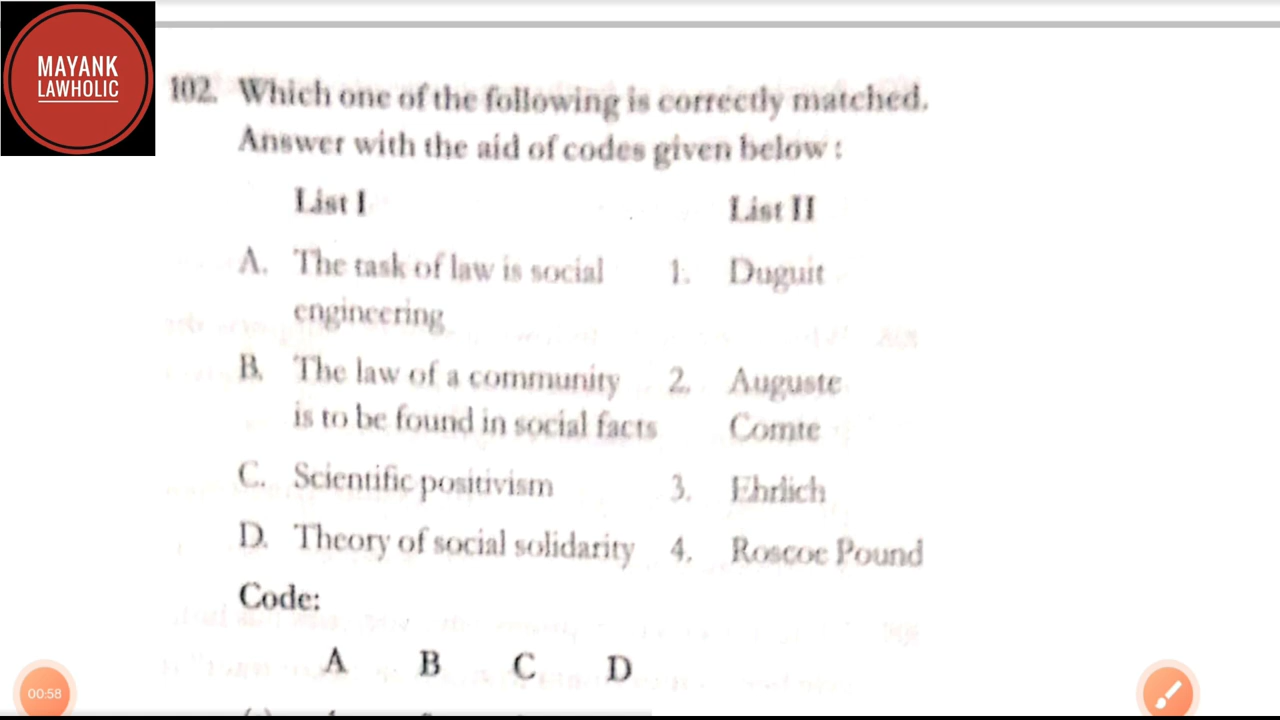 MAYANK
LAWHOLIC
102. Which one of the following is correctly matched.
Answer with the aid of codes given below :
List I List II
A. The task of law is social 1. Duguit
engineering
B. The law of a community 2. Auguste
is to be found in social facts Comte
C. Scientific positivism 3. Ehrlich
D. Theory of social solidarity 4. Roscoe Pound
Code:
A B C D
00:58